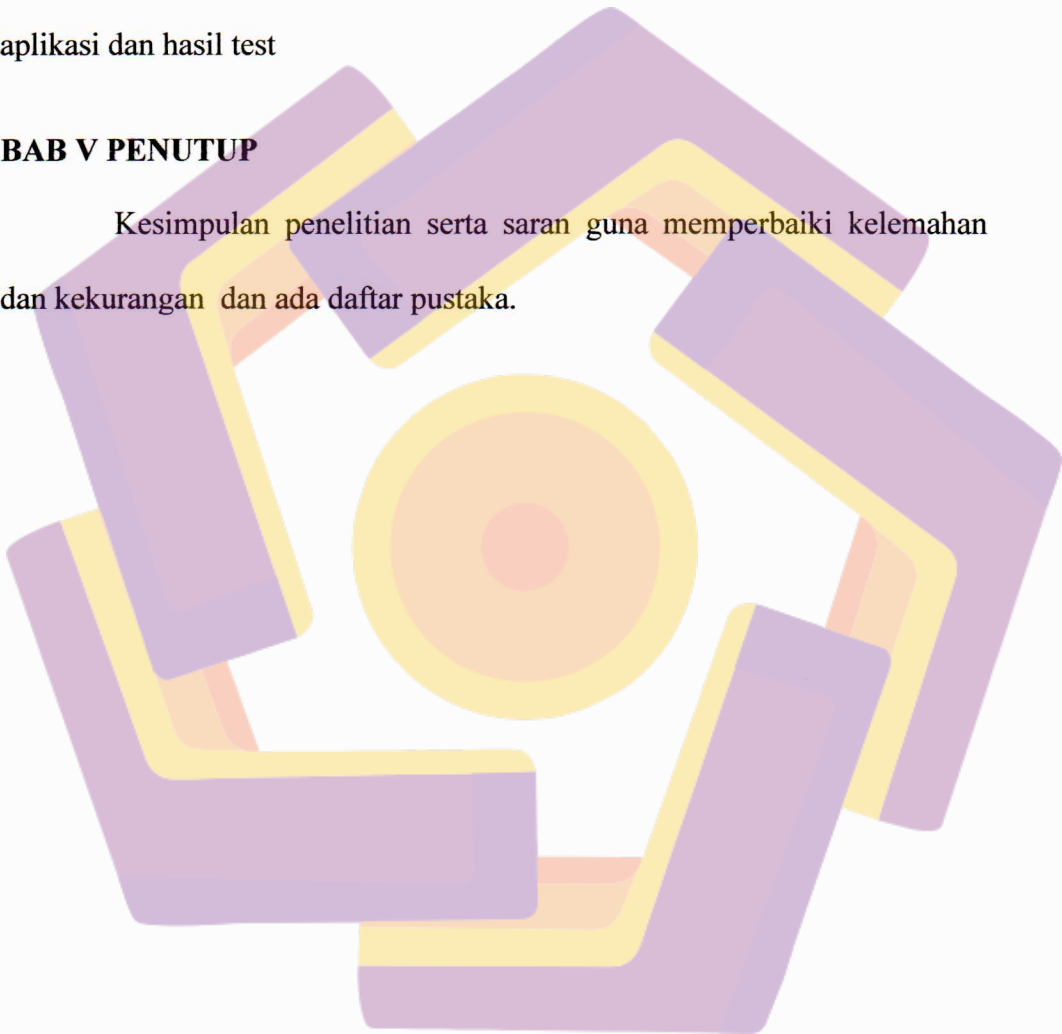 aplikasi dan hasil test
BAB V PENUTUP
Kesimpulan penelitian serta saran guna memperbaiki kelemahan
dan kekurangan dan ada daftar pustaka.